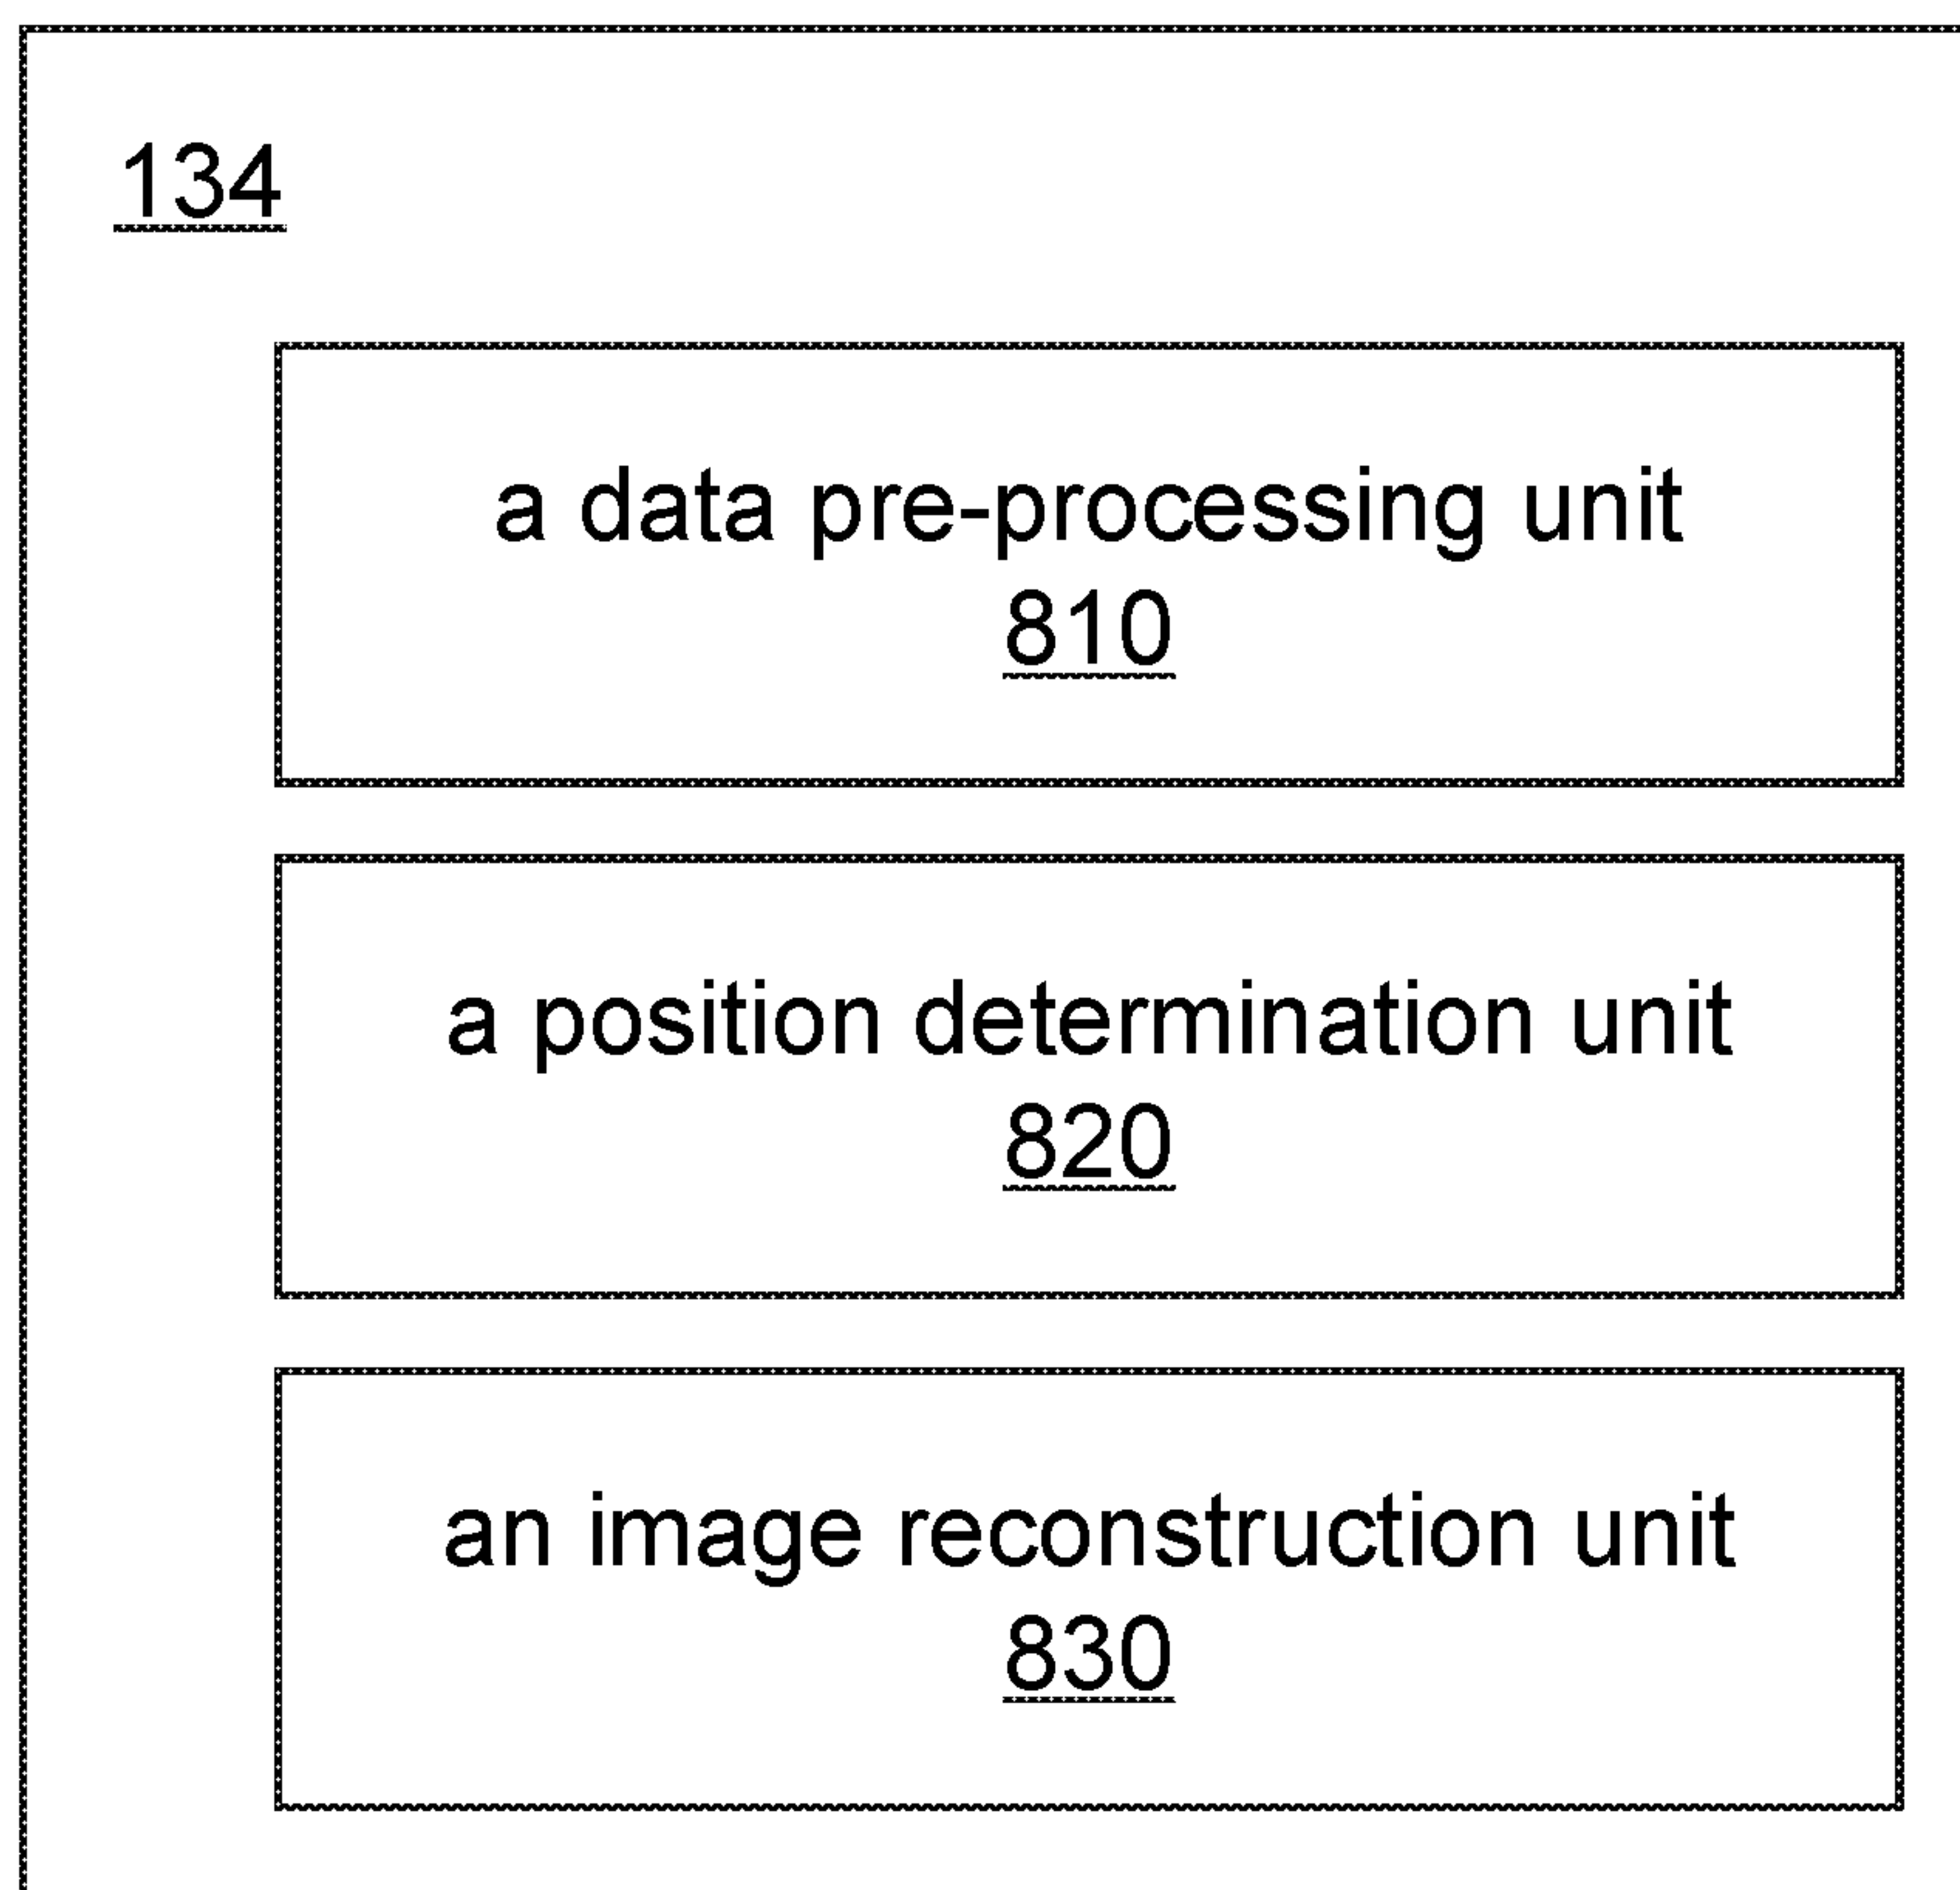 134
a data pre-processing unit
810
a position determination unit
820
an image reconstruction unit
830